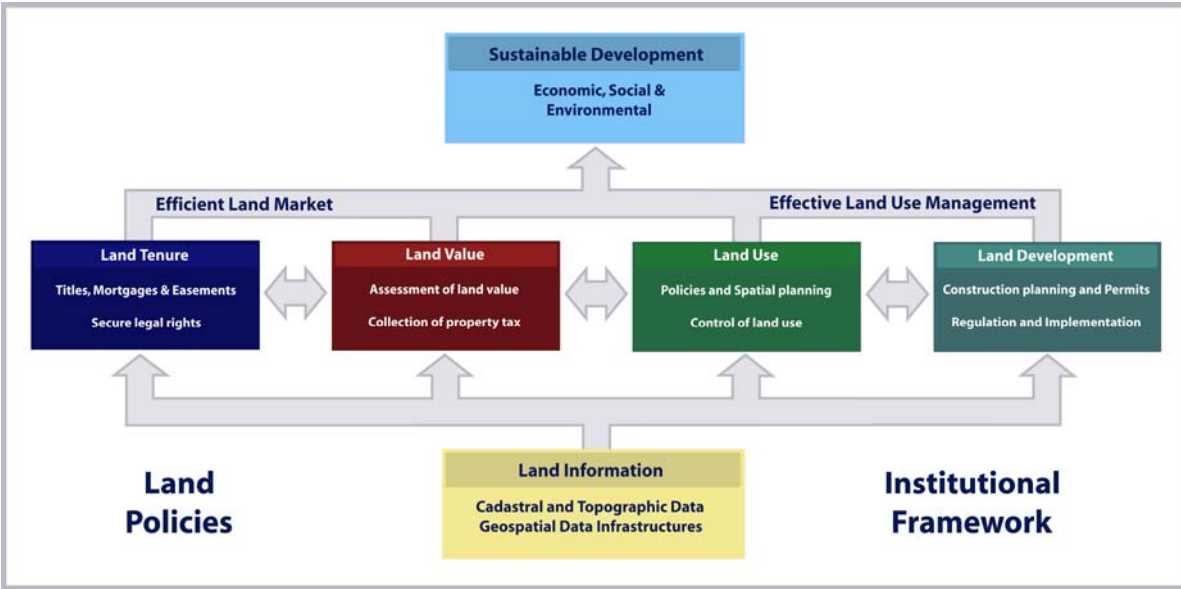 Sustainable Development
Economic, Social &
Environmental
Efficient Land Market
Effective Land Use Management
Land Tenure
Titles, Mortgages & Easements
Secure legal rights
Land Value
Assessment of land value
Collection of property tax
Land Use
Policies and Spatial planning
Control of land use
Land Development
Construction planning and Permits
Regulation and Implementation
Land
Policies
Land Information
Cadastral and Topographic Data
Geospatial Data Infrastructures
Institutional
Framework